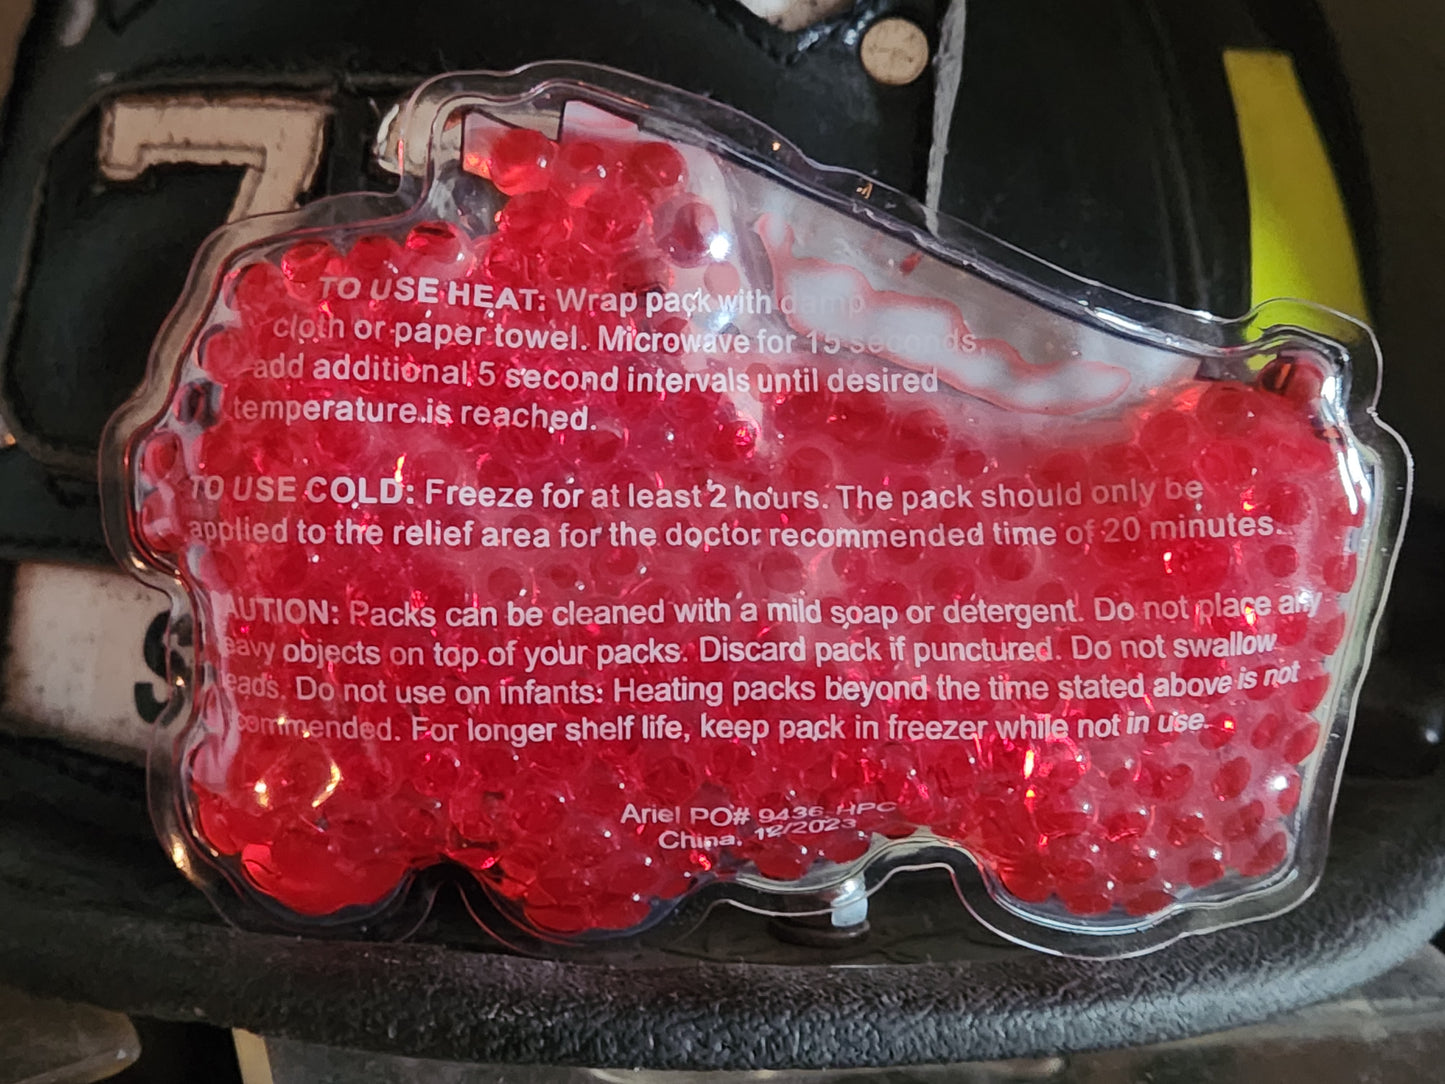 7
S
TO USE HEAT: Wrap pack with damp
cloth or paper towel. Microwave for 15 seconds,
add additional 5 second intervals until desired
temperature is reached.
TO USE COLD: Freeze for at least 2 hours. The pack should only be
applied to the relief area for the doctor recommended time of 20 minutes.
AUTION: Packs can be cleaned with a mild soap or detergent. Do not place any
eavy objects on top of your packs. Discard pack if punctured. Do not swallow
eads. Do not use on infants: Heating packs beyond the time stated above is not
commended. For longer shelf life, keep pack in freezer while not in use.
Ariel PO# 9436 HPC
China, 12/2023